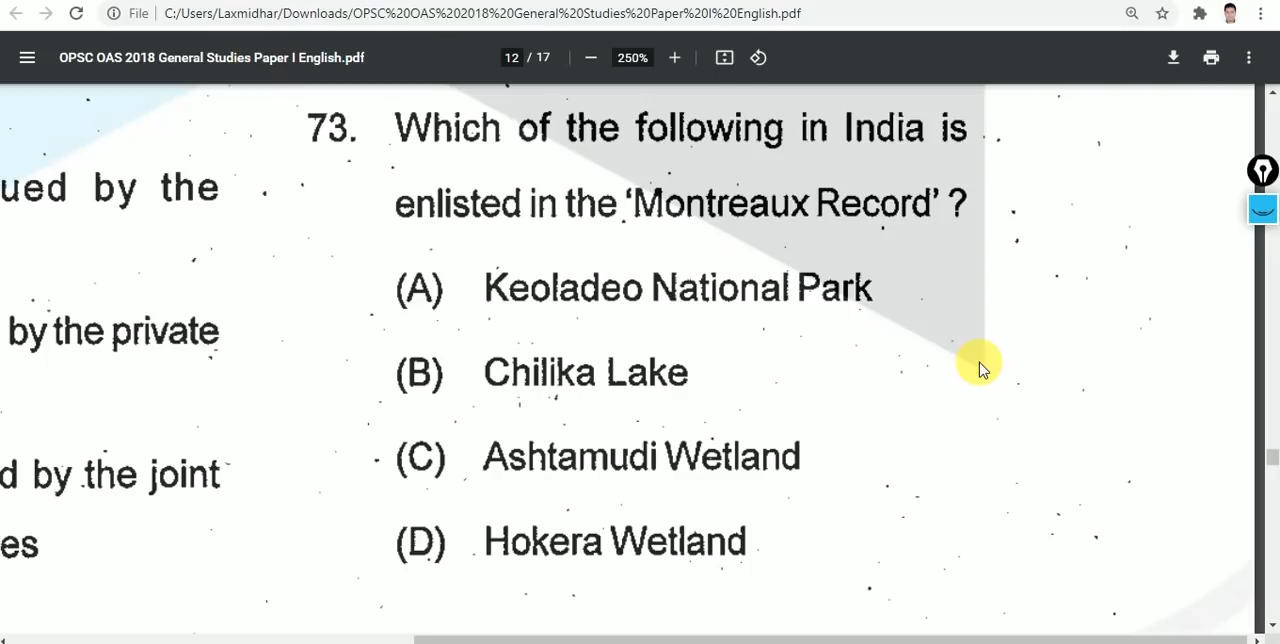 File
C:/Users/Laxmidhar/Downloads/OPSC%20OAS%202018%20General%20Studies%20Paper%20I%20English.pdf
OPSC OAS 2018 General Studies Paper I English.pdf
12 / 17
250%
ued by the
by the private
d by the joint
es
73. Which of the following in India is
enlisted in the ‘Montreaux Record’ ?
(A) Keoladeo National Park
(B) Chilika Lake
(C) Ashtamudi Wetland
(D) Hokera Wetland